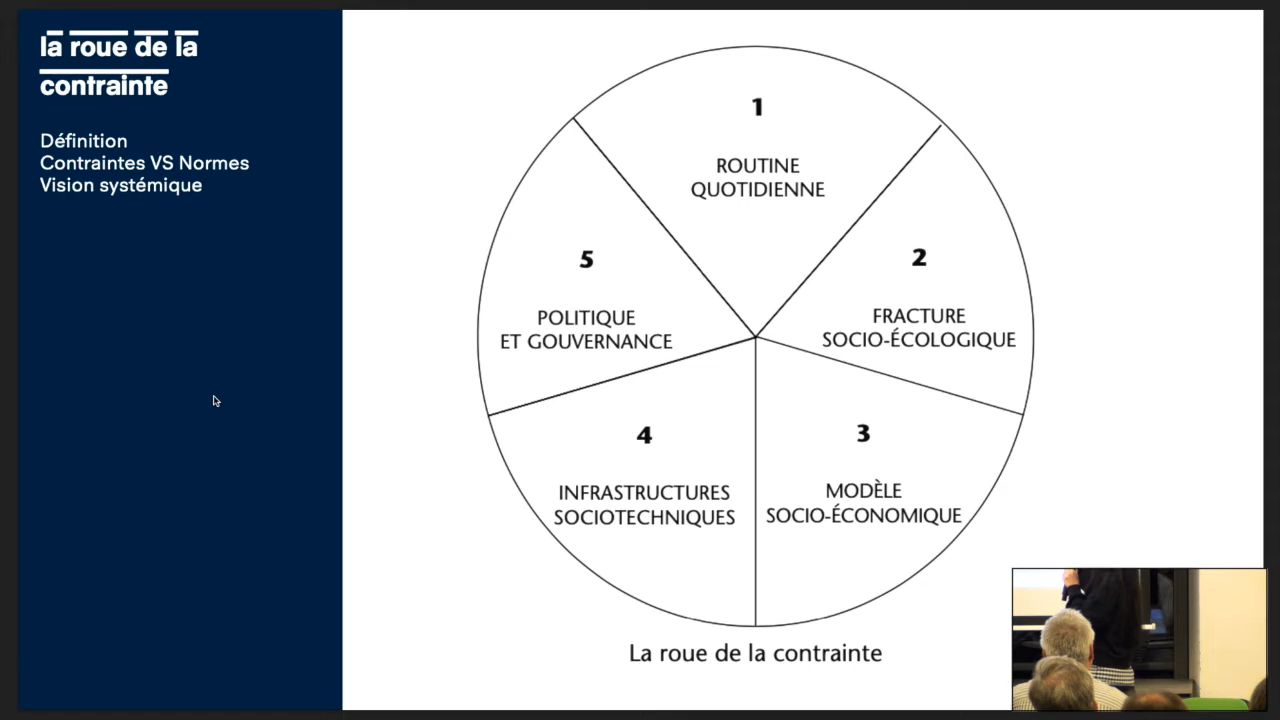 la roue de la
contrainte
Définition
Contraintes VS Normes
Vision systémique
1
ROUTINE
QUOTIDIENNE
2
FRACTURE
SOCIO-ÉCOLOGIQUE
3
MODÈLE
SOCIO-ÉCONOMIQUE
4
INFRASTRUCTURES
SOCIOTECHNIQUES
5
POLITIQUE
ET GOUVERNANCE
La roue de la contrainte